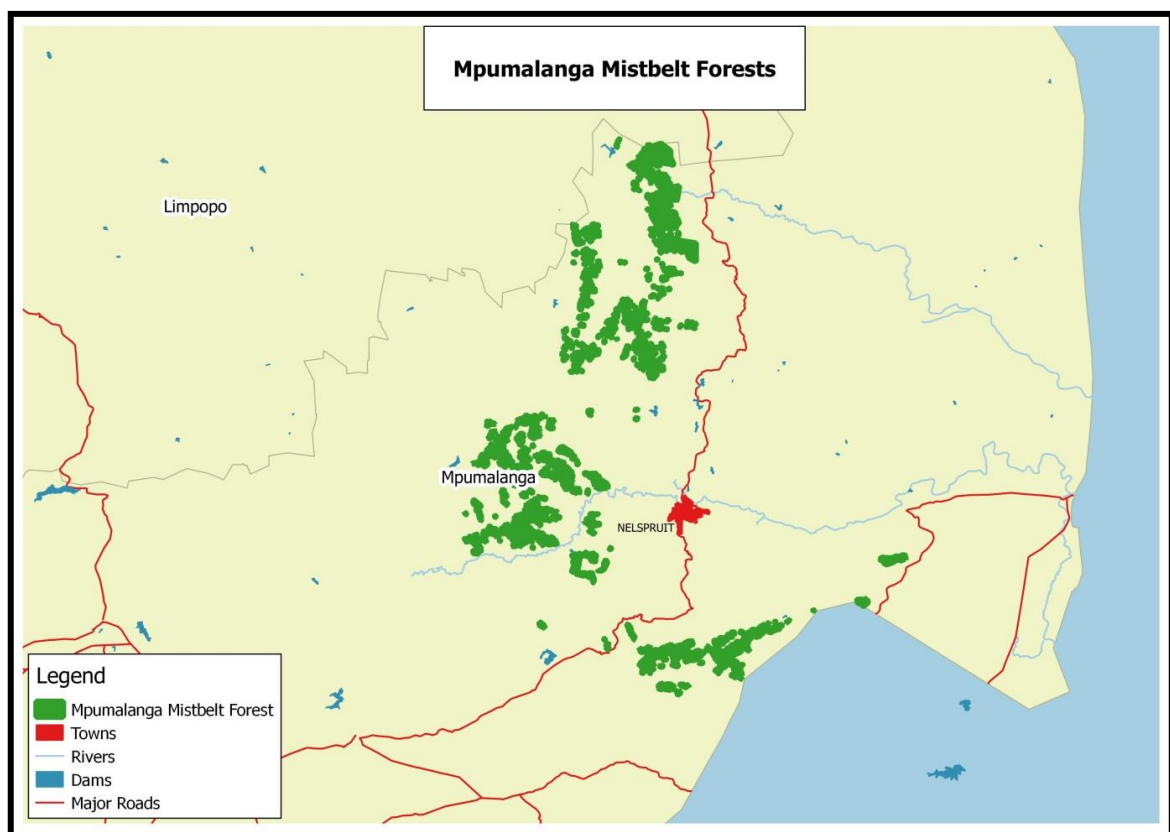 Mpumalanga Mistbelt Forests
Limpopo
Mpumalanga
NELSPRUIT
Legend
Mpumalanga Mistbelt Forest
Towns
Rivers
Dams
Major Roads